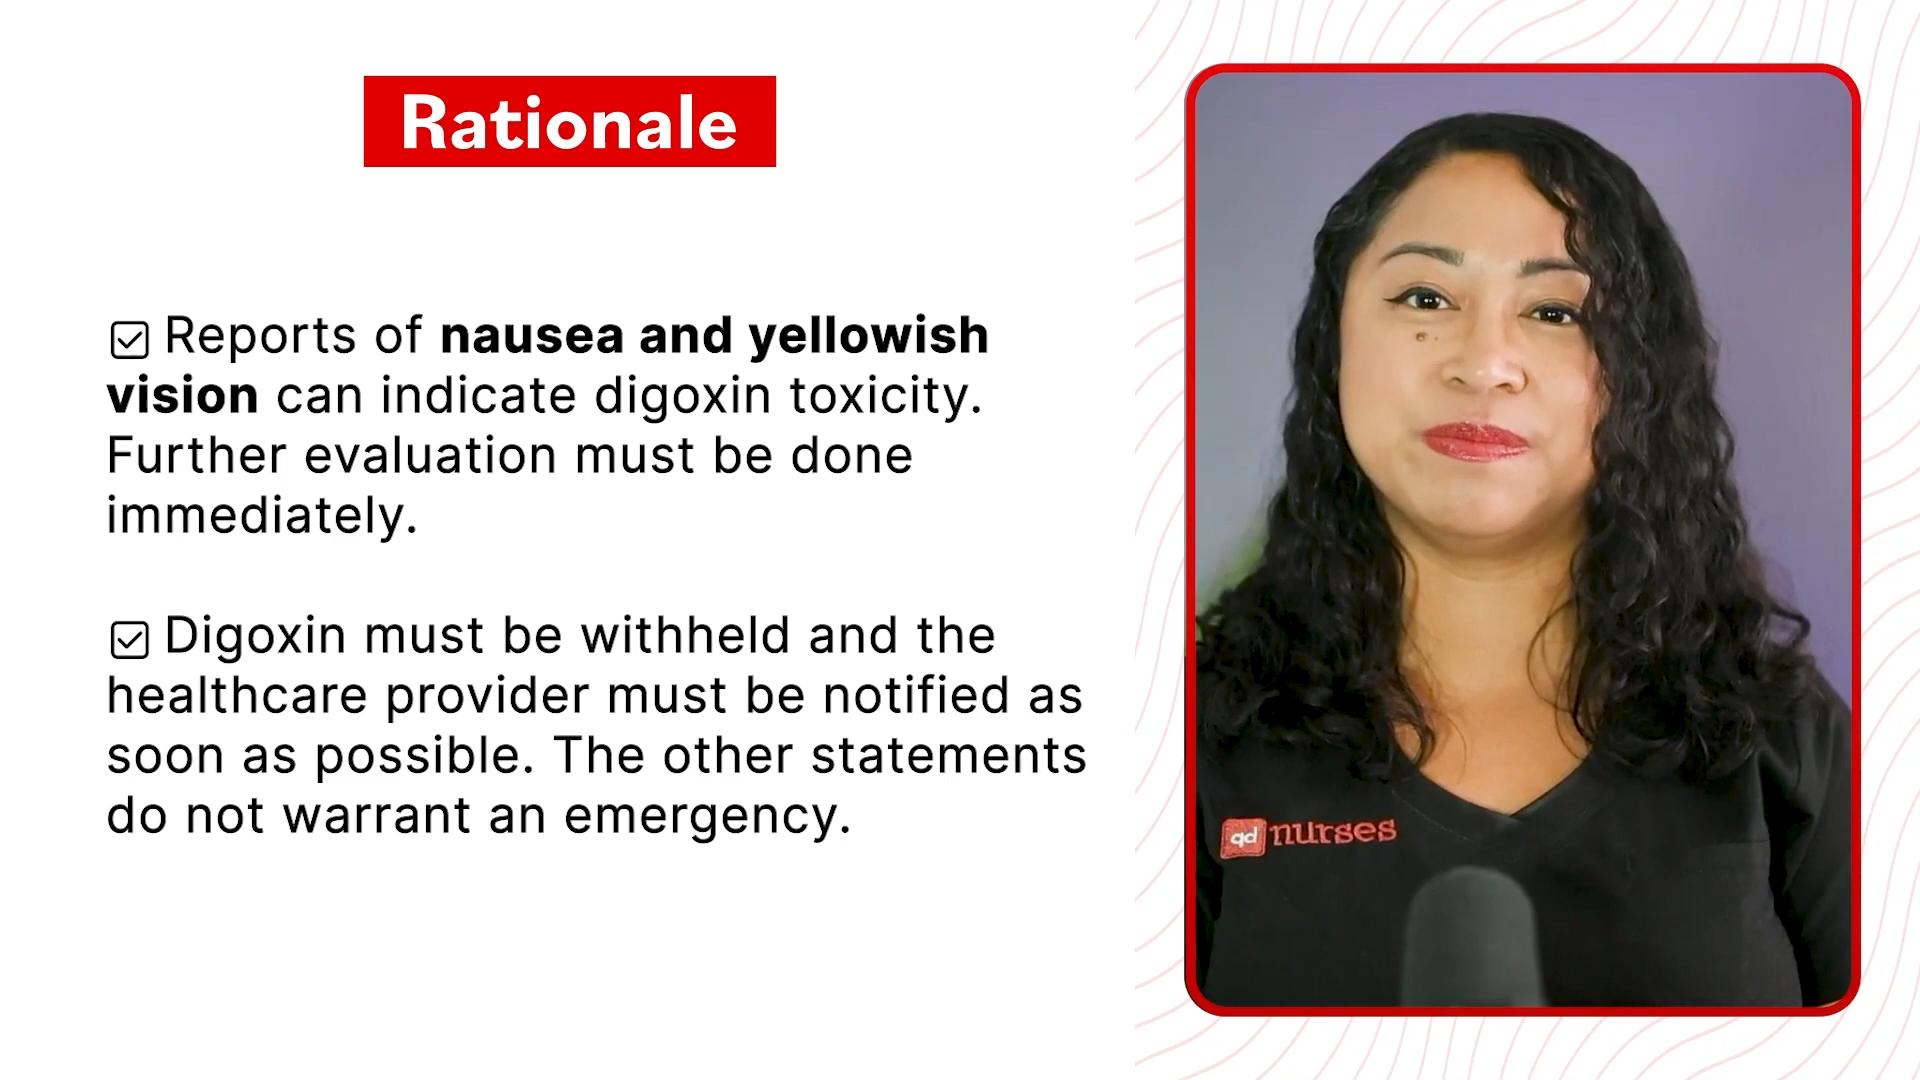 Rationale
☑ Reports of nausea and yellowish
vision can indicate digoxin toxicity.
Further evaluation must be done
immediately.
☑ Digoxin must be withheld and the
healthcare provider must be notified as
soon as possible. The other statements
do not warrant an emergency.
qd nurses